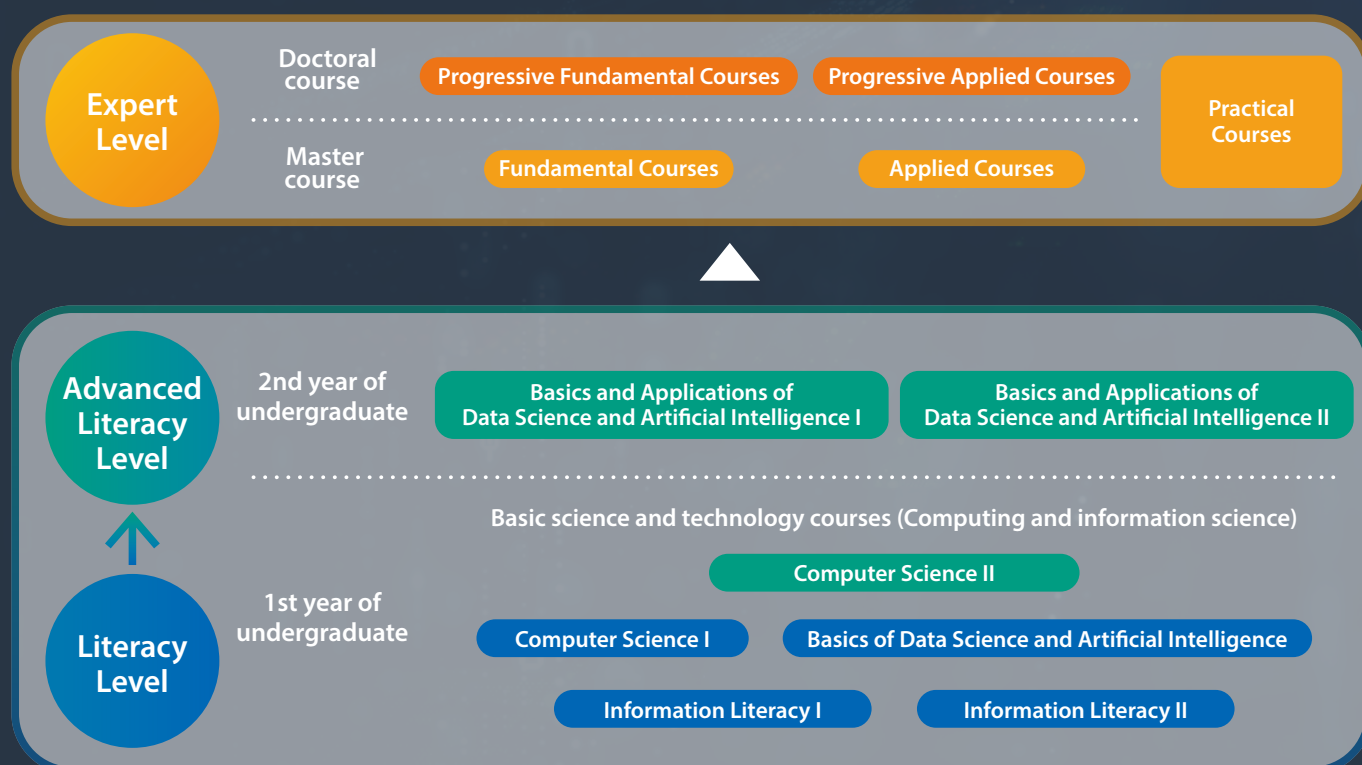 Expert
Level
Doctoral
course
Progressive Fundamental Courses
Progressive Applied Courses
Practical
Courses
Master
course
Fundamental Courses
Applied Courses
Advanced
Literacy
Level
2nd year of
undergraduate
Basics and Applications of
Data Science and Artificial Intelligence I
Basics and Applications of
Data Science and Artificial Intelligence II
Basic science and technology courses (Computing and information science)
Computer Science II
Literacy
Level
1st year of
undergraduate
Computer Science I
Basics of Data Science and Artificial Intelligence
Information Literacy I
Information Literacy II